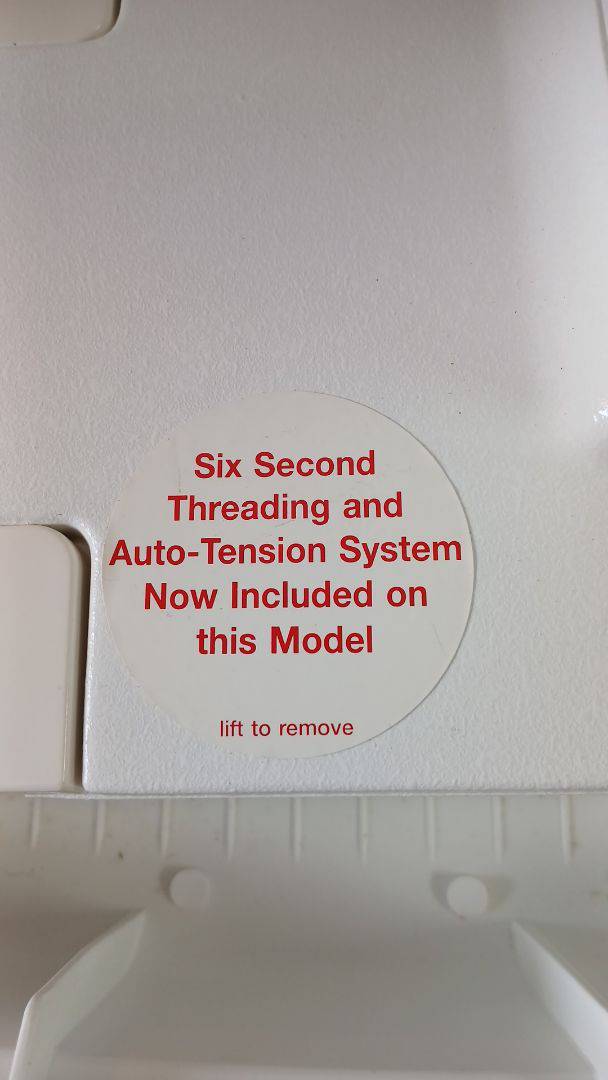 Six Second
Threading and
Auto-Tension System
Now Included on
this Model
lift to remove